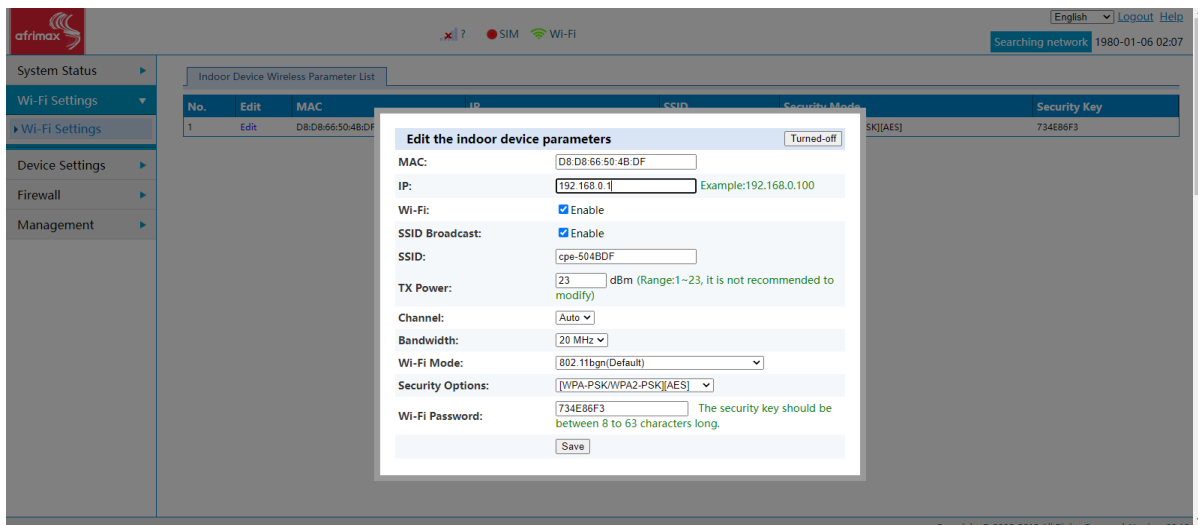 afrimax
? SIM Wi-Fi
English Logout Help
Searching network 1980-01-06 02:07
System Status
Wi-Fi Settings
Wi-Fi Settings
Device Settings
Firewall
Management
Indoor Device Wireless Parameter List
No. Edit MAC IP SSID Security Mode Security Key
1 Edit D8:D8:66:50:4B:DF SK][AES] 734E86F3
Edit the indoor device parameters Turned-off
MAC: D8:D8:66:50:4B:DF
IP: 192.168.0.1 Example:192.168.0.100
Wi-Fi: Enable
SSID Broadcast: Enable
SSID: cpe-504BDF
TX Power: 23 dBm (Range:1~23, it is not recommended to
modify)
Channel: Auto
Bandwidth: 20 MHz
Wi-Fi Mode: 802.11bgn(Default)
Security Options: [WPA-PSK/WPA2-PSK][AES]
Wi-Fi Password: 734E86F3 The security key should be
between 8 to 63 characters long.
Save